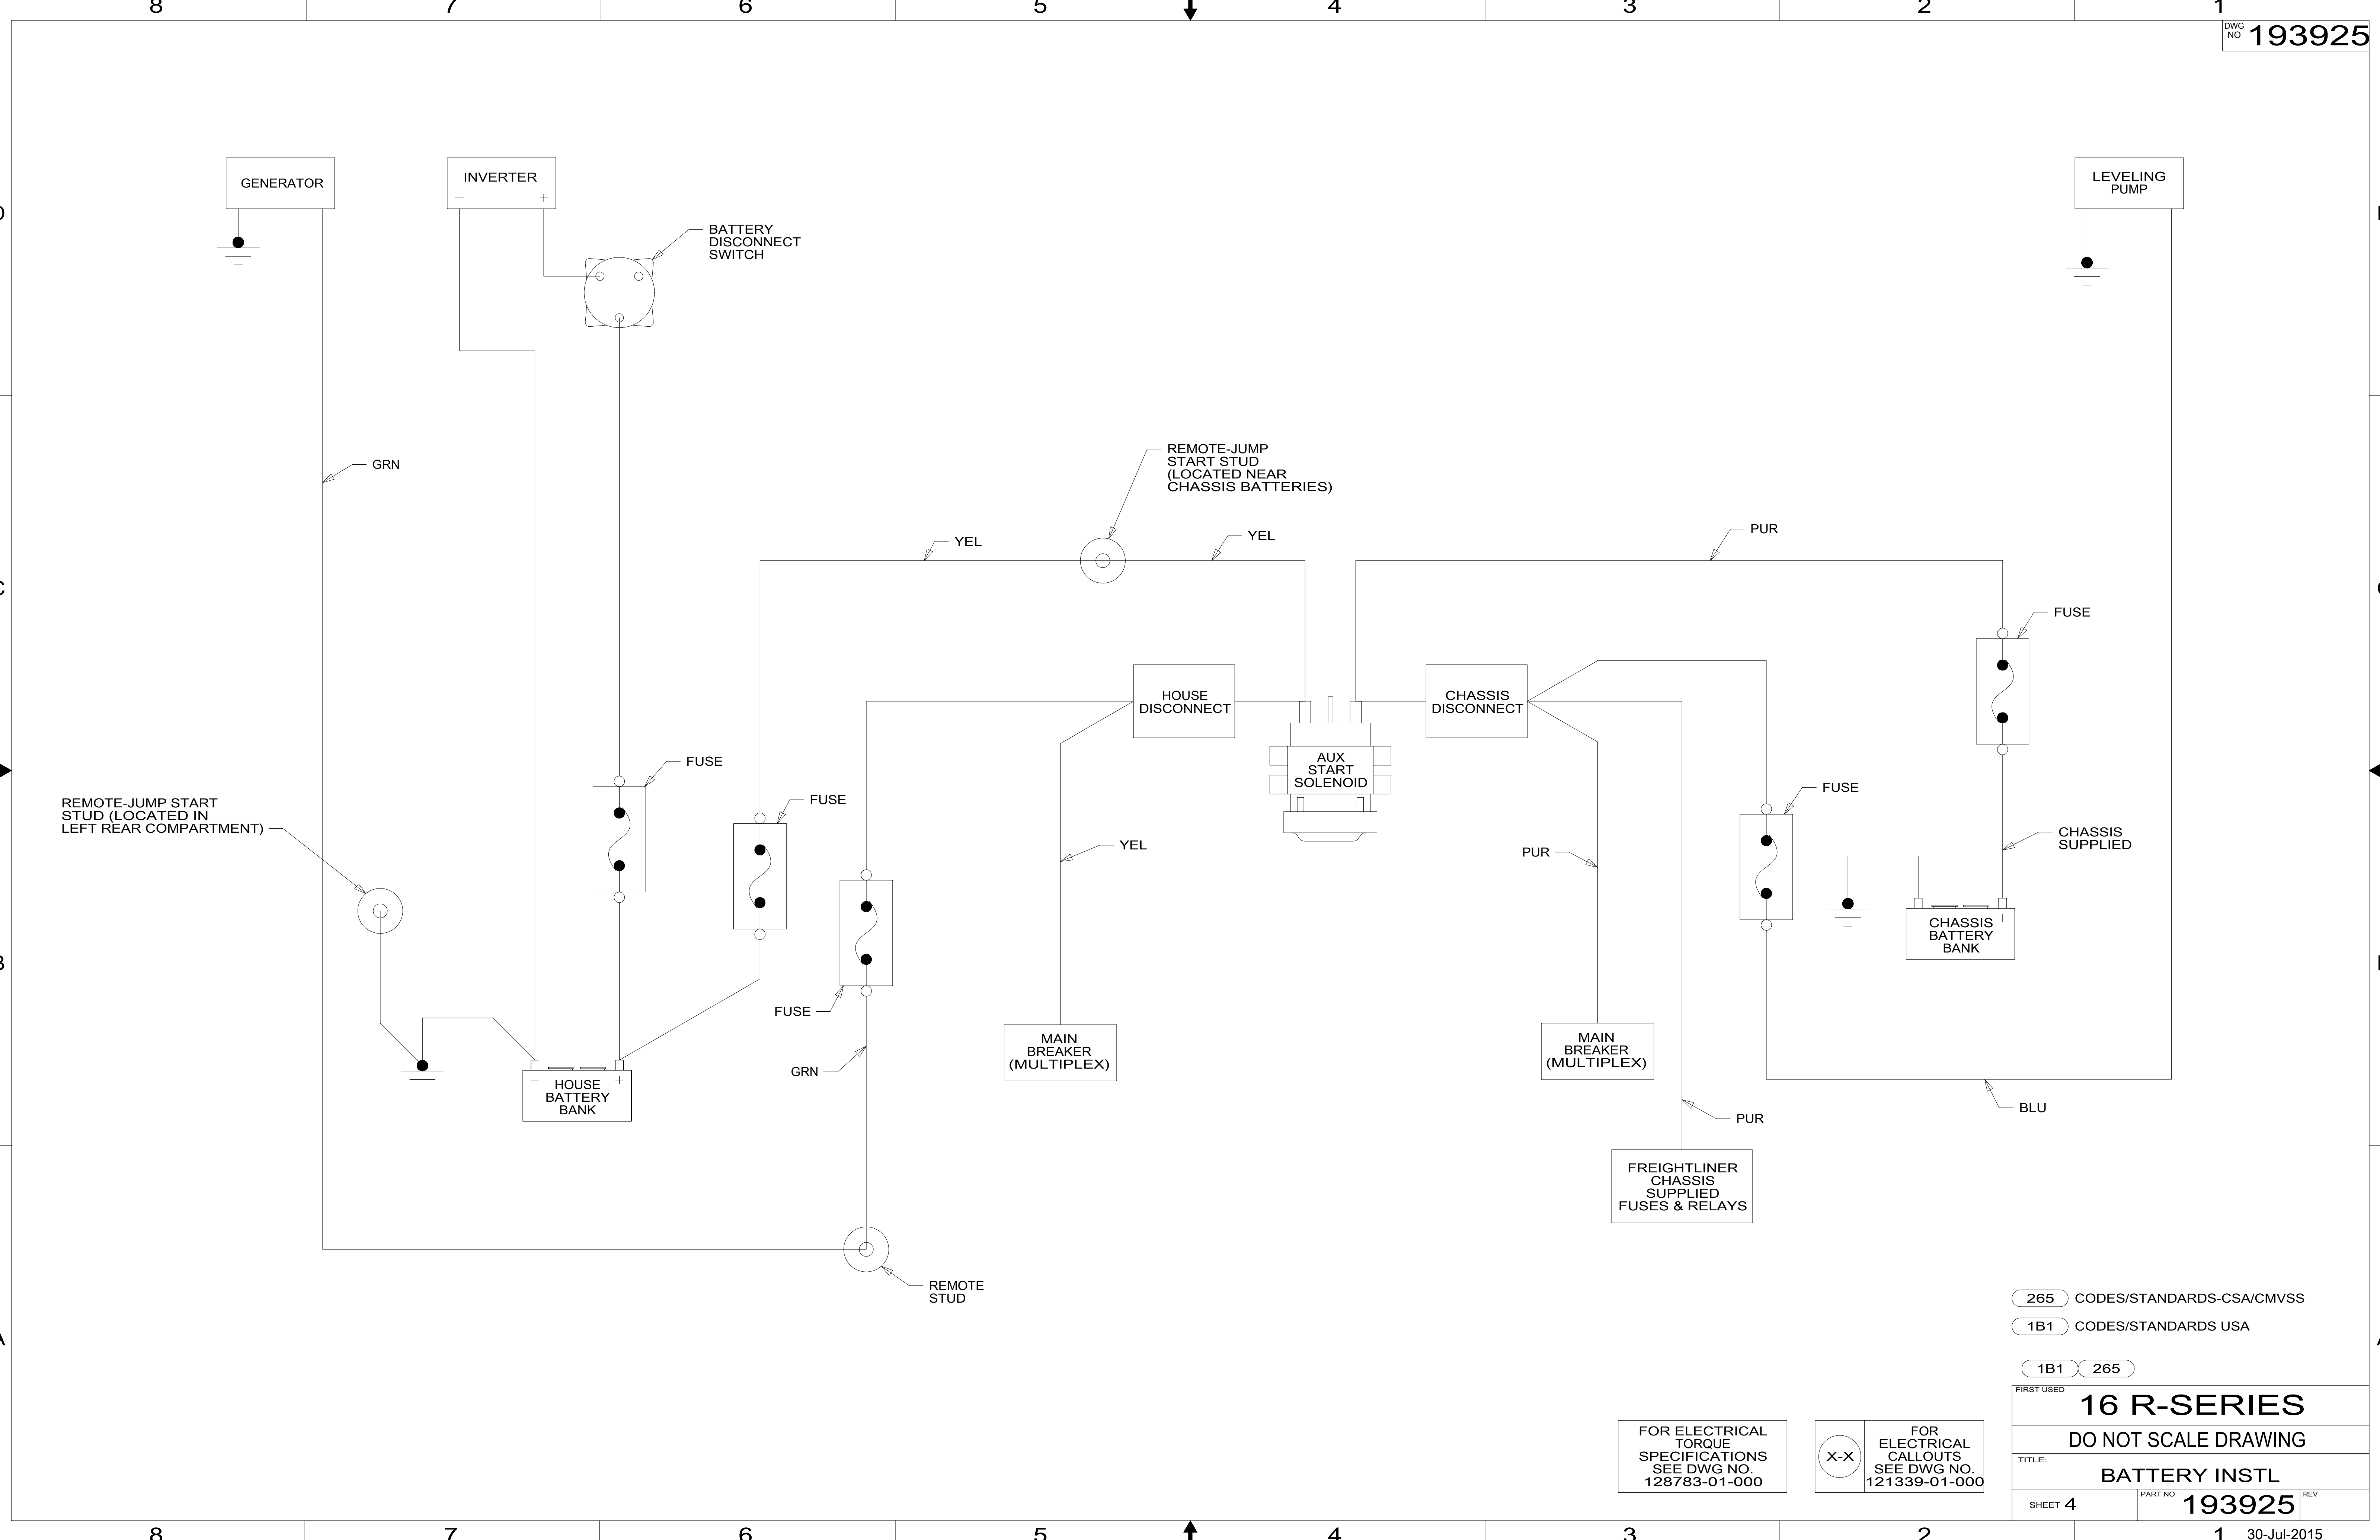 8 7 6 5 4 3 2 1
DWG
NO 193925
GENERATOR
INVERTER
− +
LEVELING
PUMP
BATTERY
DISCONNECT
SWITCH
GRN
REMOTE-JUMP
START STUD
(LOCATED NEAR
CHASSIS BATTERIES)
YEL
YEL
PUR
C
FUSE
HOUSE
DISCONNECT
CHASSIS
DISCONNECT
AUX
START
SOLENOID
FUSE
FUSE
FUSE
REMOTE-JUMP START
STUD (LOCATED IN
LEFT REAR COMPARTMENT)
YEL
PUR
CHASSIS
SUPPLIED
− +
CHASSIS
BATTERY
BANK
FUSE
MAIN
BREAKER
(MULTIPLEX)
MAIN
BREAKER
(MULTIPLEX)
GRN
− +
HOUSE
BATTERY
BANK
BLU
PUR
FREIGHTLINER
CHASSIS
SUPPLIED
FUSES & RELAYS
REMOTE
STUD
265 CODES/STANDARDS-CSA/CMVSS
1B1 CODES/STANDARDS USA
1B1 265
FIRST USED
16 R-SERIES
DO NOT SCALE DRAWING
TITLE:
BATTERY INSTL
SHEET 4
PART NO 193925 REV
FOR ELECTRICAL
TORQUE
SPECIFICATIONS
SEE DWG NO.
128783-01-000
X-X
FOR
ELECTRICAL
CALLOUTS
SEE DWG NO.
121339-01-000
8 7 6 5 4 3 2 1
30-Jul-2015